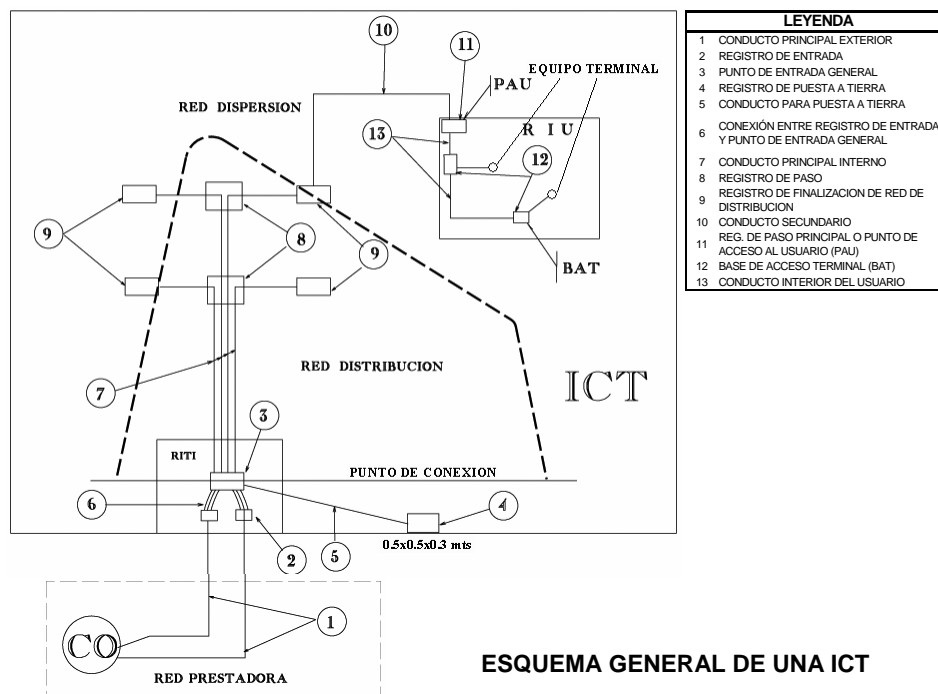 10
11
EQUIPO TERMINAL
PAU
RED DISPERSION
R I U
13
12
9
8
9
BAT
RED DISTRIBUCION
ICT
7
3
RITI
PUNTO DE CONEXION
6
4
0.5x0.5x0.3 mts
2
5
1
CO
RED PRESTADORA
ESQUEMA GENERAL DE UNA ICT
LEYENDA
1 CONDUCTO PRINCIPAL EXTERIOR
2 REGISTRO DE ENTRADA
3 PUNTO DE ENTRADA GENERAL
4 REGISTRO DE PUESTA A TIERRA
5 CONDUCTO PARA PUESTA A TIERRA
6 CONEXIÓN ENTRE REGISTRO DE ENTRADA
Y PUNTO DE ENTRADA GENERAL
7 CONDUCTO PRINCIPAL INTERNO
8 REGISTRO DE PASO
9 REGISTRO DE FINALIZACION DE RED DE
DISTRIBUCION
10 CONDUCTO SECUNDARIO
11 REG. DE PASO PRINCIPAL O PUNTO DE
ACCESO AL USUARIO (PAU)
12 BASE DE ACCESO TERMINAL (BAT)
13 CONDUCTO INTERIOR DEL USUARIO